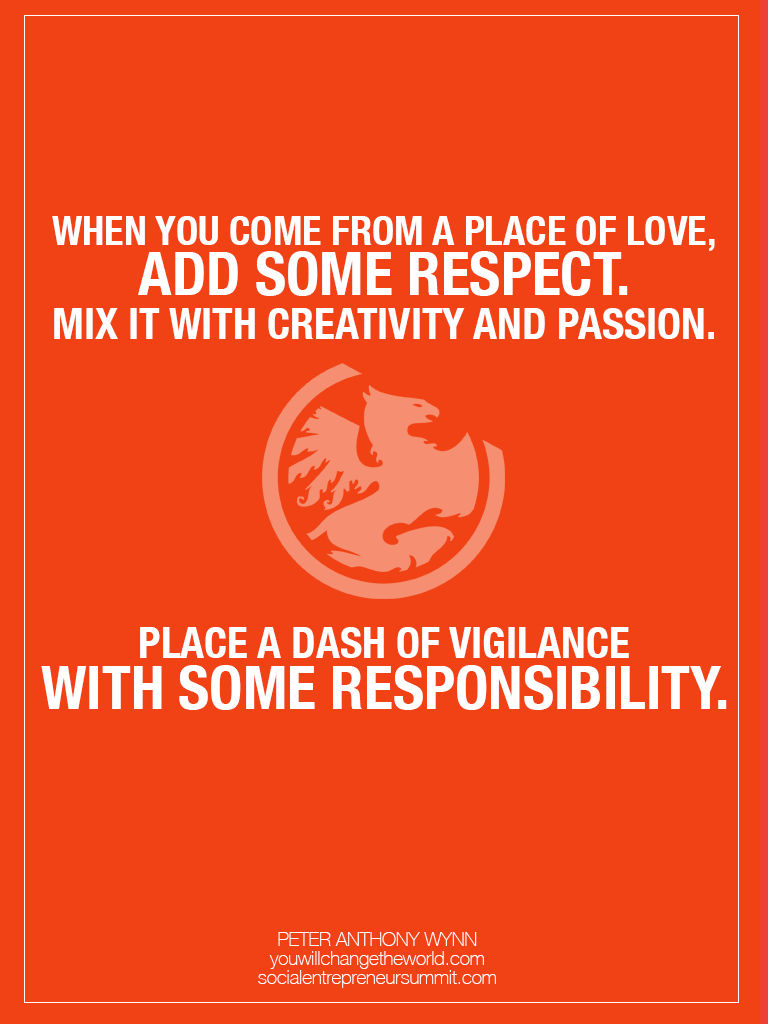 WHEN YOU COME FROM A PLACE OF LOVE,
ADD SOME RESPECT.
MIX IT WITH CREATIVITY AND PASSION.
PLACE A DASH OF VIGILANCE
WITH SOME RESPONSIBILITY.
PETER ANTHONY WYNN
youwillchangetheworld.com
socialentrepreneursummit.com